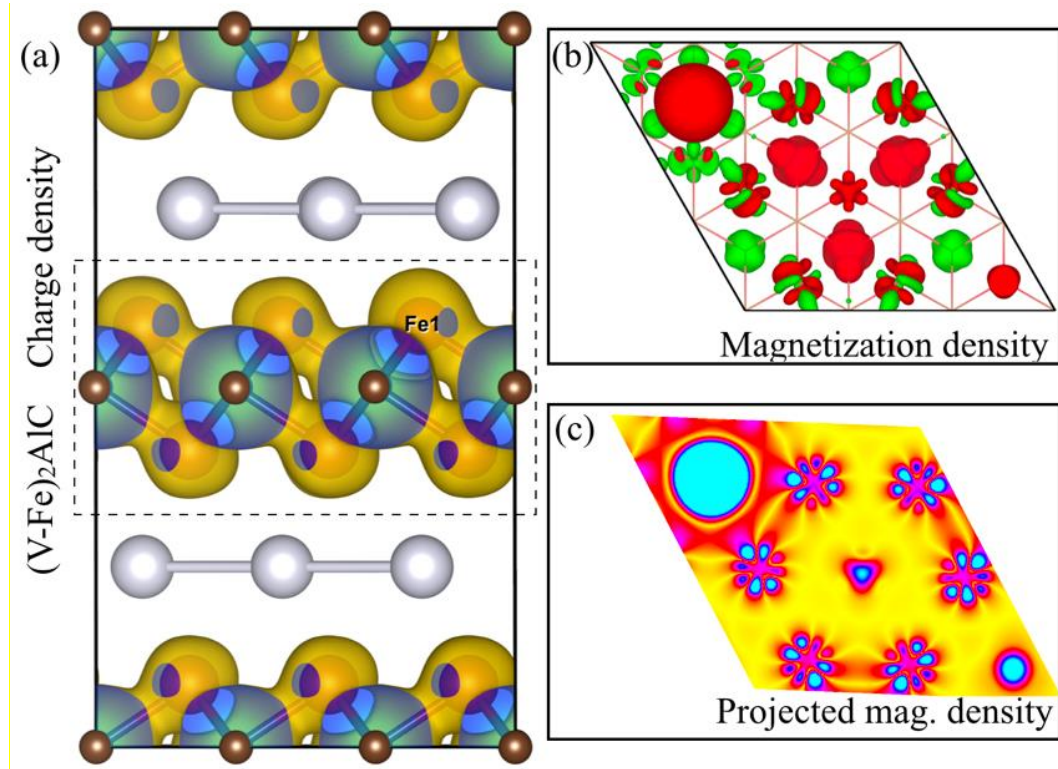 (a)
(V-Fe)₂AlC Charge density
Fe1
(b)
Magnetization density
(c)
Projected mag. density